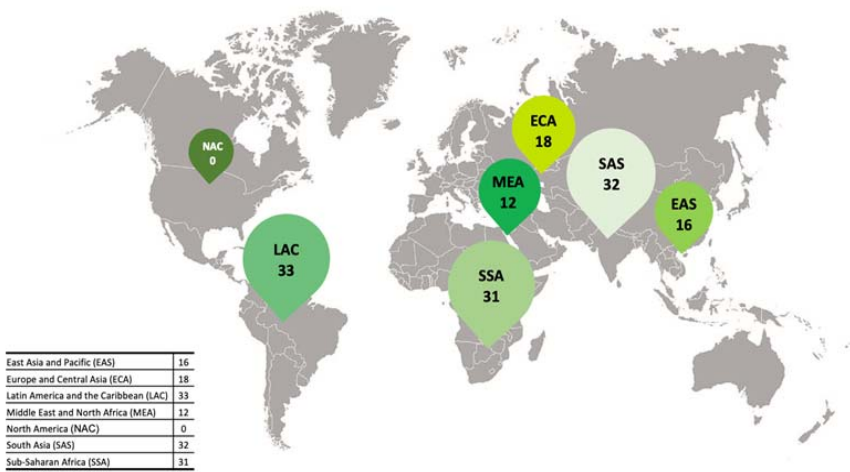 NAC
0
ECA
18
SAS
32
MEA
12
EAS
16
LAC
33
SSA
31
East Asia and Pacific (EAS) 16
Europe and Central Asia (ECA) 18
Latin America and the Caribbean (LAC) 33
Middle East and North Africa (MEA) 12
North America (NAC) 0
South Asia (SAS) 32
Sub-Saharan Africa (SSA) 31